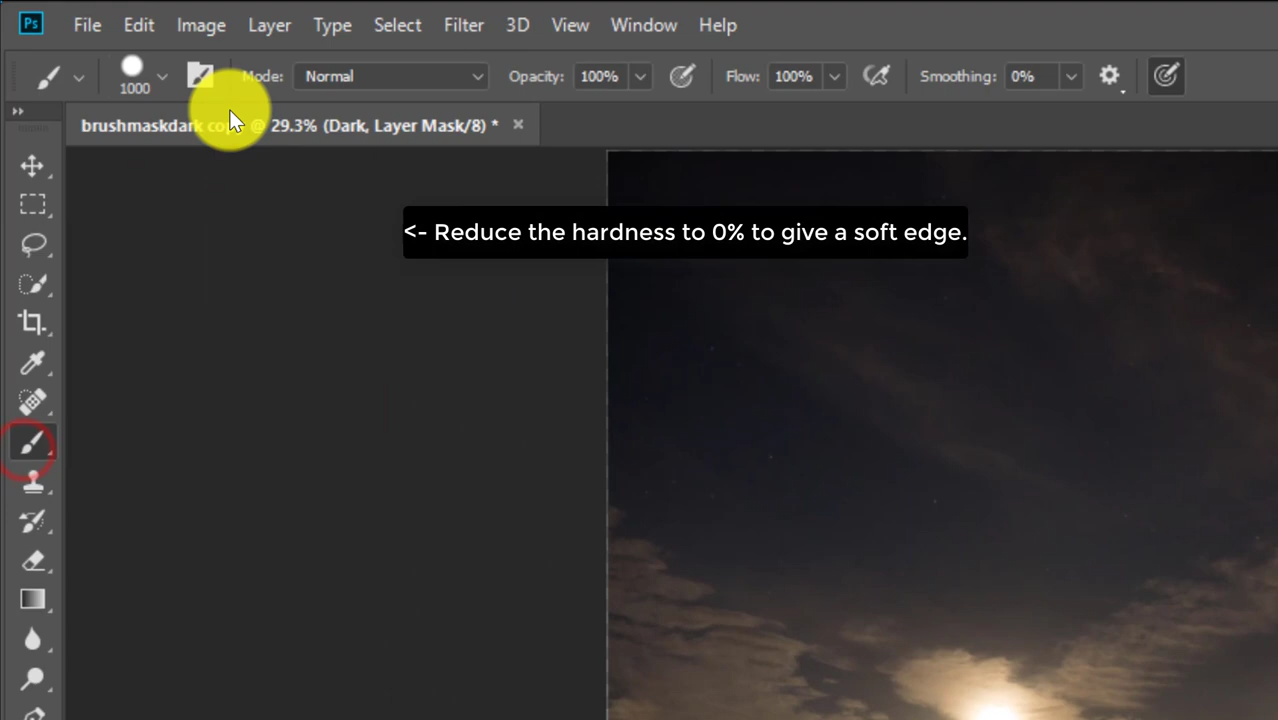 Ps File Edit Image Layer Type Select Filter 3D View Window Help
1000 Mode: Normal Opacity: 100% Flow: 100% Smoothing: 0%
brushmaskdark @ 29.3% (Dark, Layer Mask/8) * ×
<- Reduce the hardness to 0% to give a soft edge.